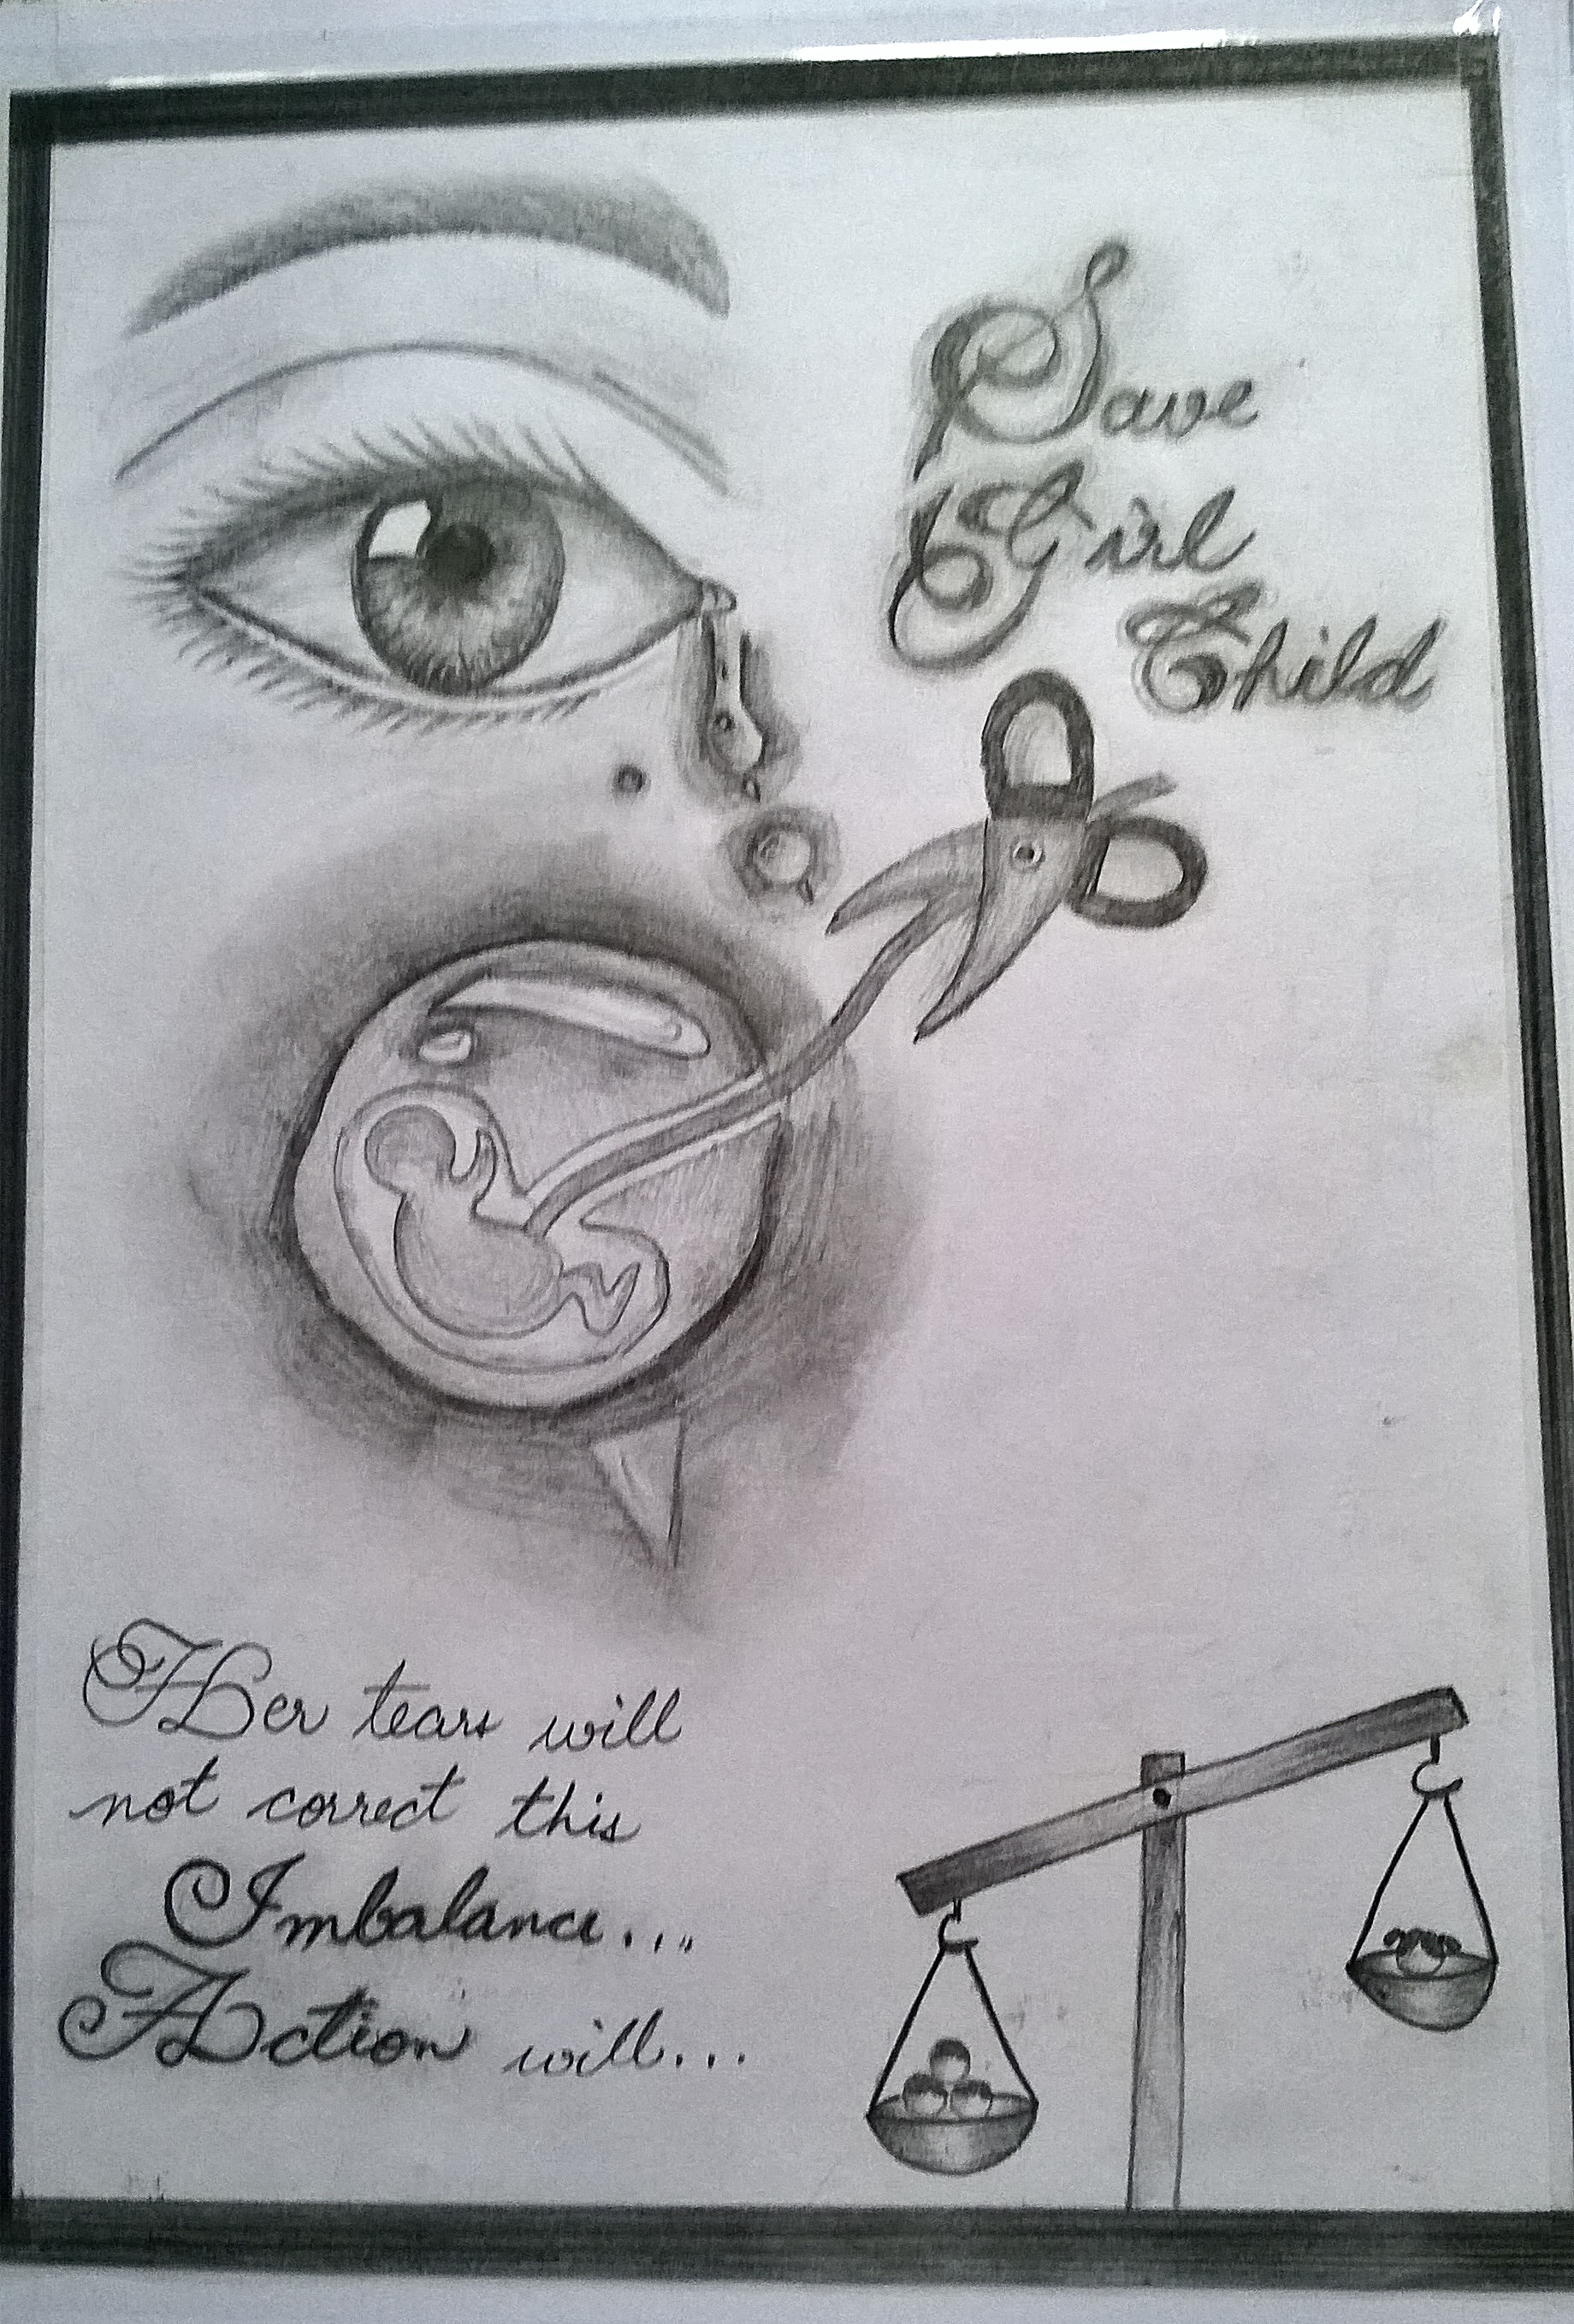 Save
Girl
Child
Her tears will
not correct this
Imbalance...
Action will...